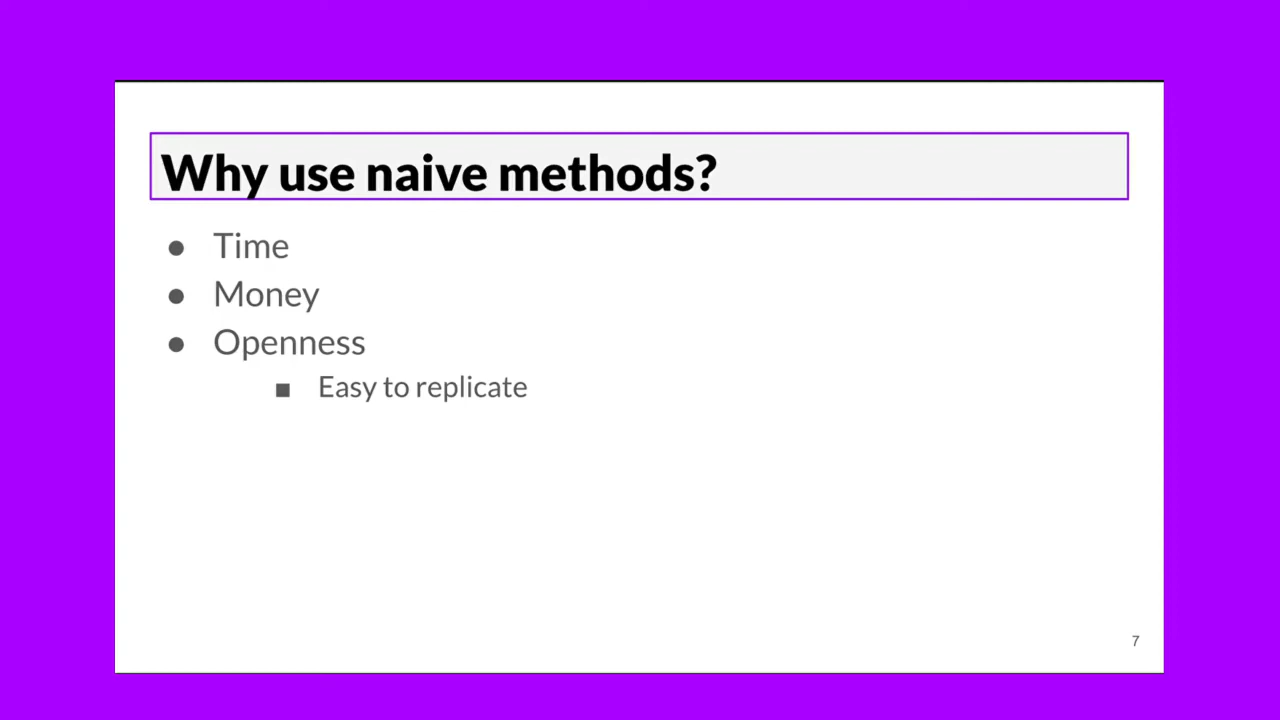 Why use naive methods?
● Time
● Money
● Openness
■ Easy to replicate
7